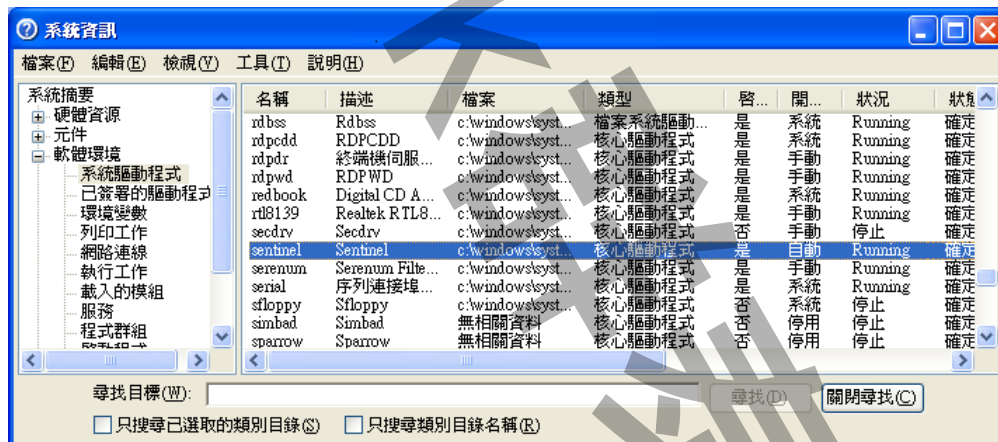 系統資訊
檔案(F) 編輯(E) 檢視(V) 工具(T) 說明(H)
系統摘要
硬體資源
元件
軟體環境
系統驅動程式
已簽署的驅動程式
環境變數
列印工作
網路連線
執行工作
載入的模組
服務
程式群組
名稱 描述 檔案 類型 啓... 開... 狀況 狀態
rdbss Rdbss c:\windows\syst... 檔案系統驅動... 是 系統 Running 確定
rdpcdd RDPCDD c:\windows\syst... 核心驅動程式 是 系統 Running 確定
rdpdr 終端機伺服... c:\windows\syst... 核心驅動程式 是 手動 Running 確定
rdpwd RDPWD c:\windows\syst... 核心驅動程式 是 手動 Running 確定
redbook Digital CD A... c:\windows\syst... 核心驅動程式 是 系統 Running 確定
rtl8139 Realtek RTL8... c:\windows\syst... 核心驅動程式 是 手動 Running 確定
secdrv Secdrv c:\windows\syst... 核心驅動程式 否 手動 停止 確定
sentinel Sentinel c:\windows\syst... 核心驅動程式 是 自動 Running 確定
serenum Serenum Filte... c:\windows\syst... 核心驅動程式 是 手動 Running 確定
serial 序列連接埠... c:\windows\syst... 核心驅動程式 是 系統 Running 確定
sfloppy Sfloppy c:\windows\syst... 核心驅動程式 否 系統 停止 確定
simbad Simbad 無相關資料 核心驅動程式 否 停用 停止 確定
sparrow Sparrow 無相關資料 核心驅動程式 否 停用 停止 確定
尋找目標(W): 尋找(D) 關閉尋找(C)
只搜尋已選取的類別目錄(S) 只搜尋類別目錄名稱(R)